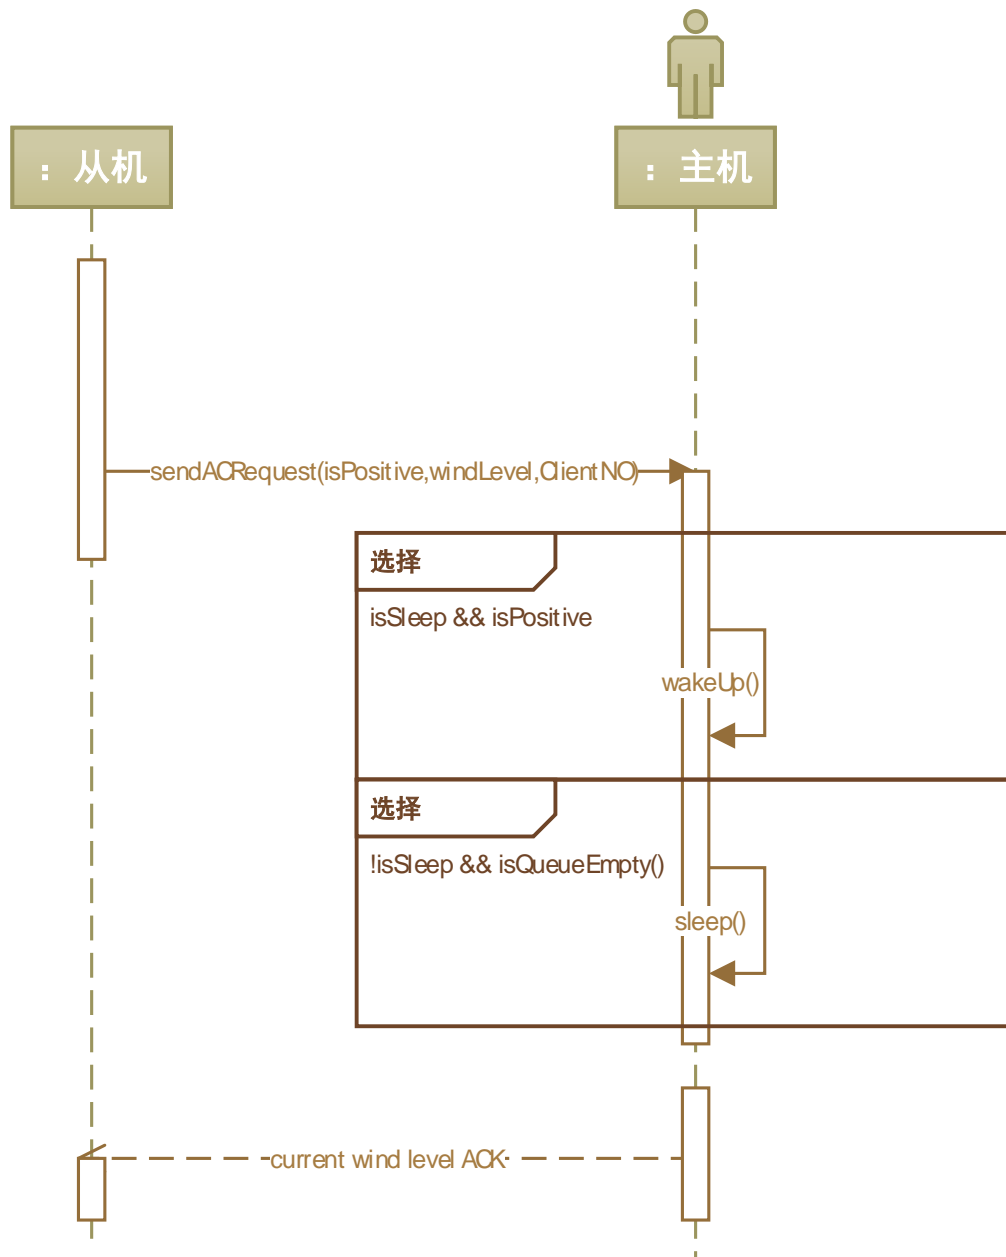 ：从机
：主机
sendACRequest(isPositive,windLevel,ClientNO)
选择
isSleep && isPositive
wakeUp()
选择
!isSleep && isQueueEmpty()
sleep()
current wind level ACK